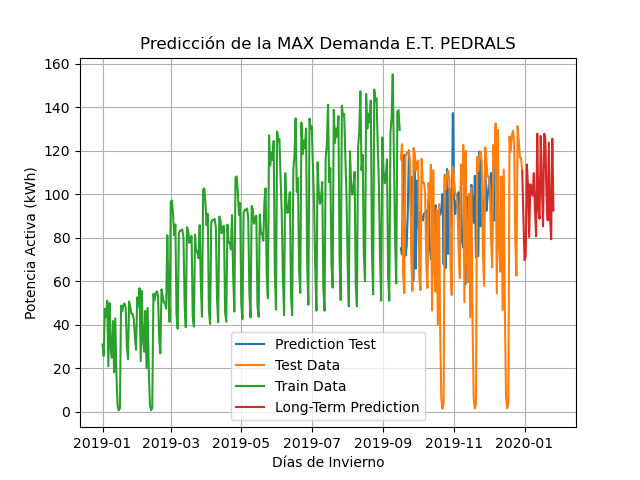 Predicción de la MAX Demanda E.T. PEDRALS
Potencia Activa (kWh)
160
140
120
100
80
60
40
20
0
Prediction Test
Test Data
Train Data
Long-Term Prediction
2019-01 2019-03 2019-05 2019-07 2019-09 2019-11 2020-01
Días de Invierno